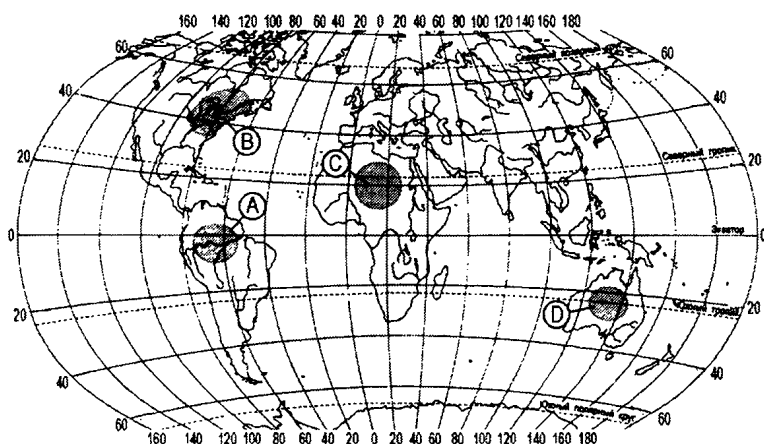 160 140 120 100 80 60 40 20 0 20 40 60 80 100 120 140 160 180
60 Северный полярный круг 60
40 40
B
20 Северный тропик 20
C
A
0 Экватор 0
D
20 Южный тропик 20
40 40
60 Южный полярный круг 60
160 140 120 100 80 60 40 20 0 20 40 60 80 100 120 140 160 180